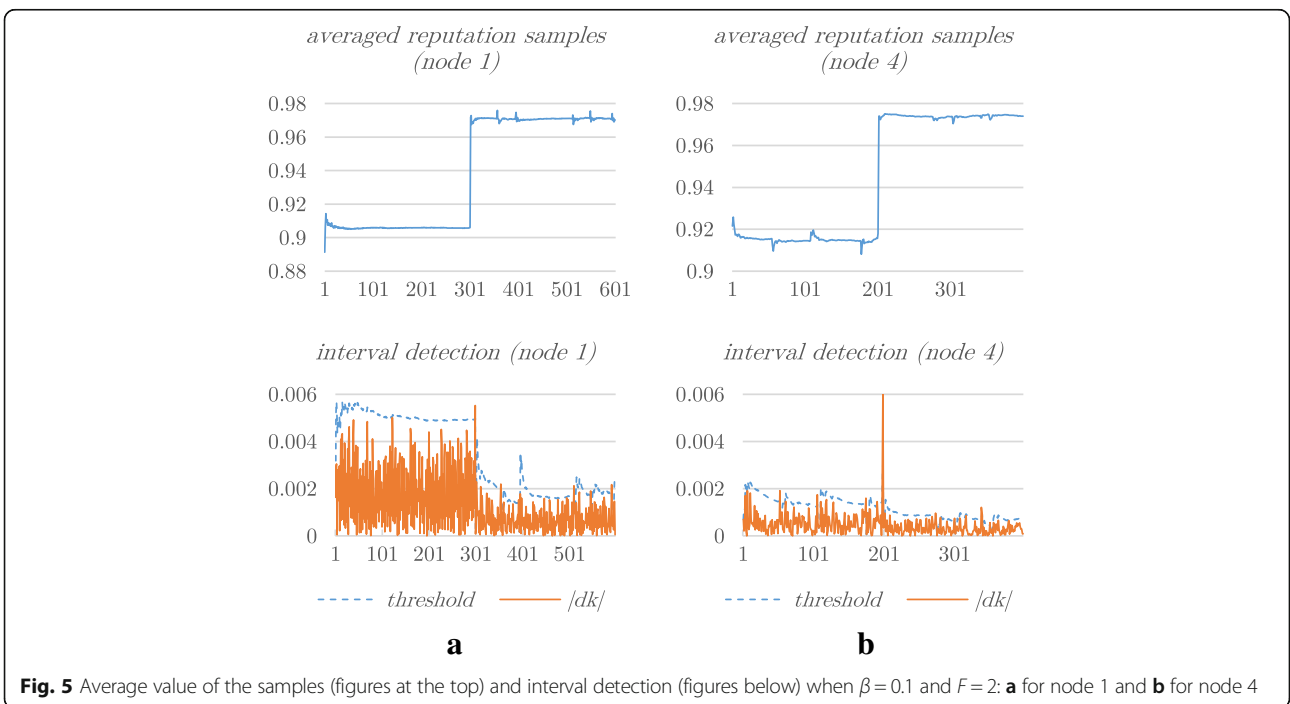 averaged reputation samples
(node 1)
0.98
0.96
0.94
0.92
0.9
0.88
1 101 201 301 401 501 601
averaged reputation samples
(node 4)
0.98
0.96
0.94
0.92
0.9
1 101 201 301
interval detection (node 1)
0.006
0.004
0.002
0
1 101 201 301 401 501
threshold |dk|
a
interval detection (node 4)
0.006
0.004
0.002
0
1 101 201 301
threshold |dk|
b
Fig. 5 Average value of the samples (figures at the top) and interval detection (figures below) when β = 0.1 and F = 2: a for node 1 and b for node 4